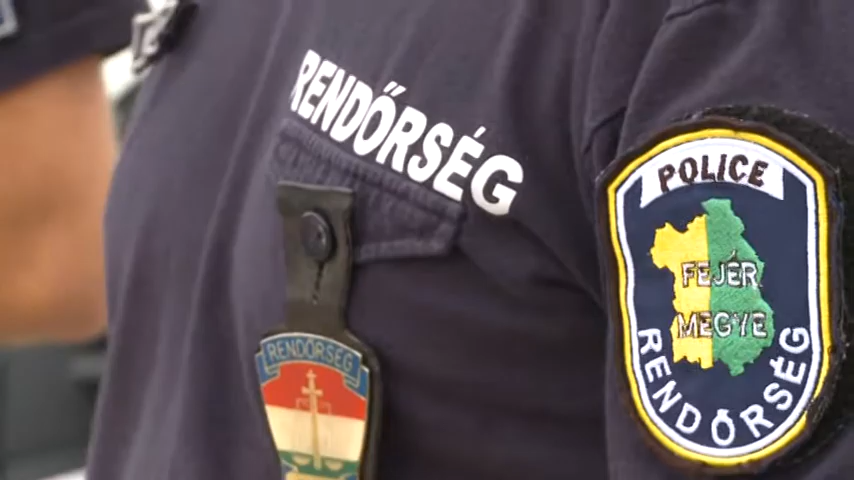 RENDŐRSÉG
RENDŐRSÉG
POLICE
FEJÉR
MEGYE
RENDŐRSÉG